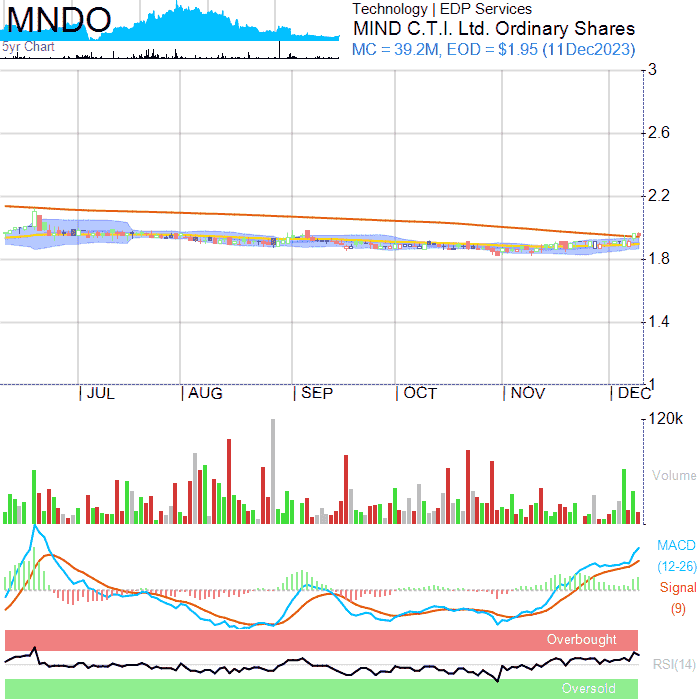 MNDO
5yr Chart
Technology | EDP Services
MIND C.T.I. Ltd. Ordinary Shares
MC = 39.2M, EOD = $1.95 (11Dec2023)
3
2.6
2.2
1.8
1.4
1
| JUL | AUG | SEP | OCT | NOV | DEC
120k
Volume
MACD
(12-26)
Signal
(9)
Overbought
RSI(14)
Oversold